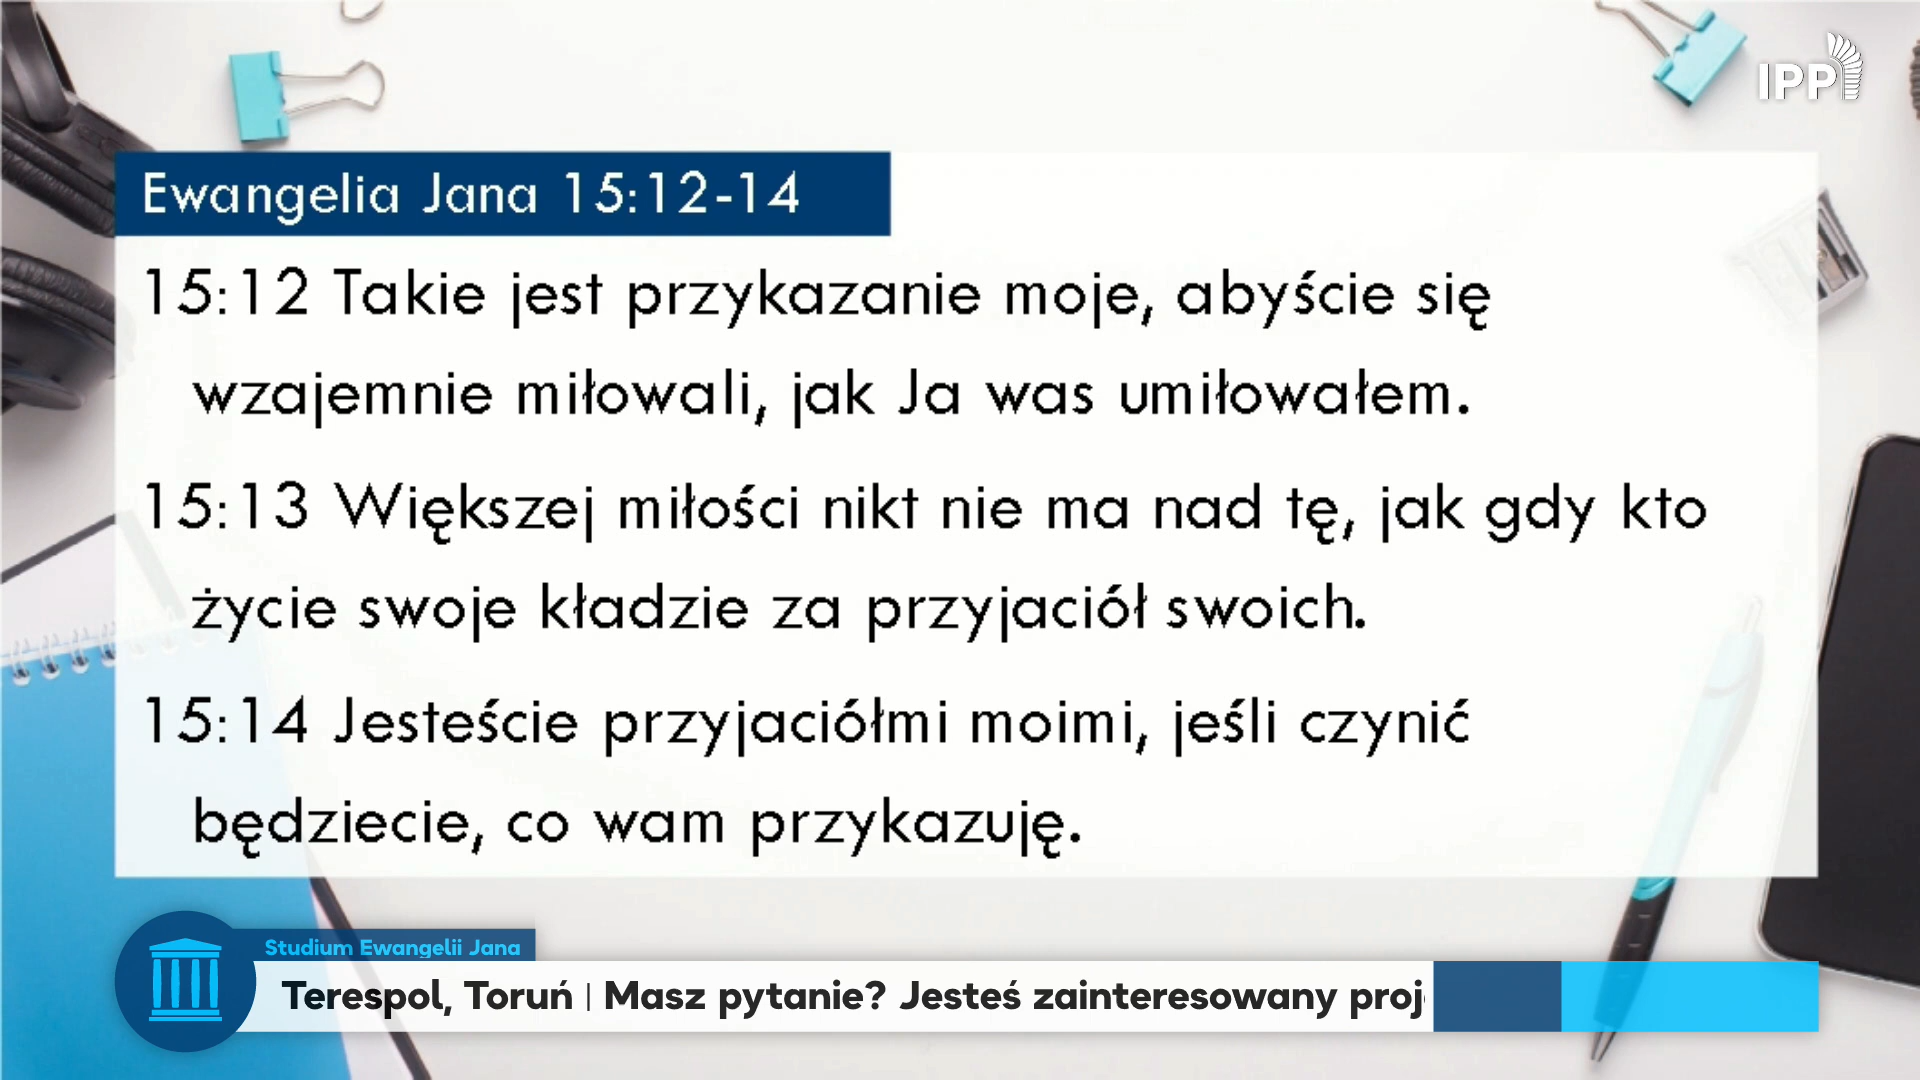 IPP
Ewangelia Jana 15:12-14
15:12 Takie jest przykazanie moje, abyście się
wzajemnie miłowali, jak Ja was umiłowałem.
15:13 Większej miłości nikt nie ma nad tę, jak gdy kto
życie swoje kładzie za przyjaciół swoich.
15:14 Jesteście przyjaciółmi moimi, jeśli czynić
będziecie, co wam przykazuję.
Studium Ewangelii Jana
Terespol, Toruń | Masz pytanie? Jesteś zainteresowany proj